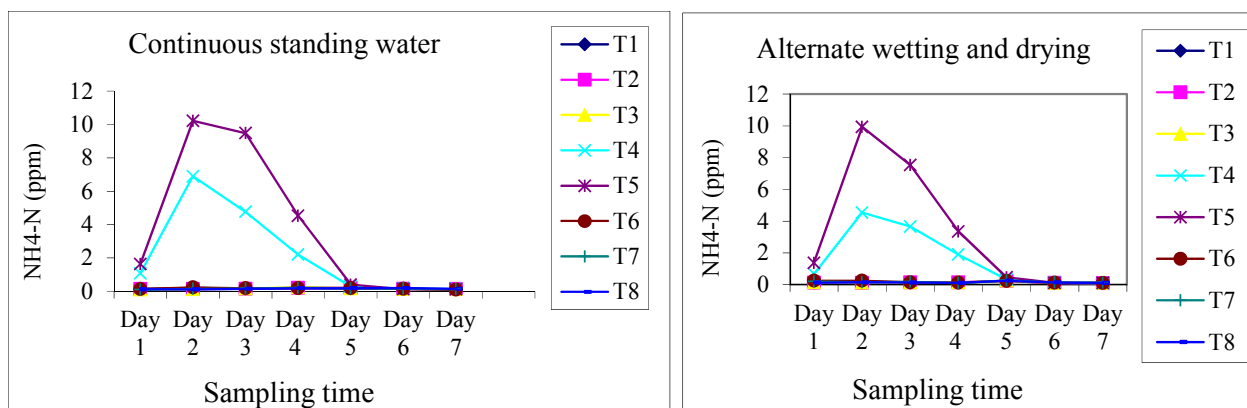 Continuous standing water
NH4-N (ppm)
12
10
8
6
4
2
0
Day 1
Day 2
Day 3
Day 4
Day 5
Day 6
Day 7
Sampling time
T1
T2
T3
T4
T5
T6
T7
T8
Alternate wetting and drying
NH4-N (ppm)
12
10
8
6
4
2
0
Day 1
Day 2
Day 3
Day 4
Day 5
Day 6
Day 7
Sampling time
T1
T2
T3
T4
T5
T6
T7
T8